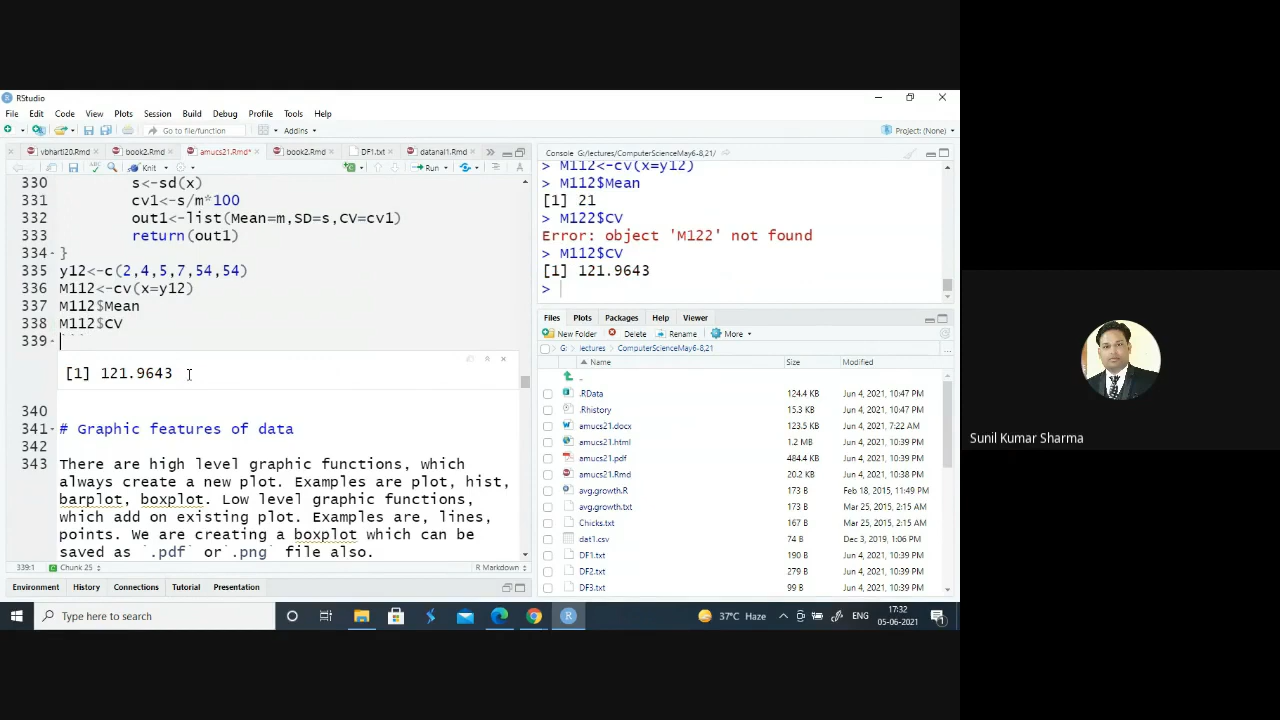 RStudio
File Edit Code View Plots Session Build Debug Profile Tools Help
Go to file/function Addins Project: (None)
vbharti20.Rmd book2.Rmd amucs21.Rmd* book2.Rmd DF1.txt datanal1.Rmd
Knit Run
330 s<-sd(x)
331 cv1<-s/m*100
332 out1<-list(Mean=m,SD=s,CV=cv1)
333 return(out1)
334 }
335 y12<-c(2,4,5,7,54,54)
336 M112<-cv(x=y12)
337 M112$Mean
338 M112$CV
339 ```
[1] 121.9643
340
341 # Graphic features of data
342
343 There are high level graphic functions, which
always create a new plot. Examples are plot, hist,
barplot, boxplot. Low level graphic functions,
which add on existing plot. Examples are, lines,
points. We are creating a boxplot which can be
saved as `.pdf` or`.png` file also.
339:1 Chunk 25 R Markdown
Environment History Connections Tutorial Presentation
Console G:/lectures/ComputerScienceMay6-8,21/
> M112<-cv(x=y12)
> M112$Mean
[1] 21
> M122$CV
Error: object 'M122' not found
> M112$CV
[1] 121.9643
>
Files Plots Packages Help Viewer
New Folder Delete Rename More
G: lectures ComputerScienceMay6-8,21
Name Size Modified
..
.RData 124.4 KB Jun 4, 2021, 10:47 PM
.Rhistory 15.3 KB Jun 4, 2021, 10:47 PM
amucs21.docx 123.5 KB Jun 4, 2021, 7:22 AM
amucs21.html 1.2 MB Jun 4, 2021, 10:39 PM
amucs21.pdf 484.4 KB Jun 4, 2021, 10:39 PM
amucs21.Rmd 20.2 KB Jun 4, 2021, 10:38 PM
avg.growth.R 173 B Feb 18, 2015, 11:49 PM
avg.growth.txt 173 B Mar 25, 2015, 2:15 AM
Chicks.txt 167 B Mar 25, 2015, 2:15 AM
dat1.csv 74 B Dec 3, 2019, 1:06 PM
DF1.txt 190 B Jun 4, 2021, 10:39 PM
DF2.txt 279 B Jun 4, 2021, 10:39 PM
DF3.txt 99 B Jun 4, 2021, 10:39 PM
Type here to search
37°C Haze ENG 17:32
05-06-2021
Sunil Kumar Sharma